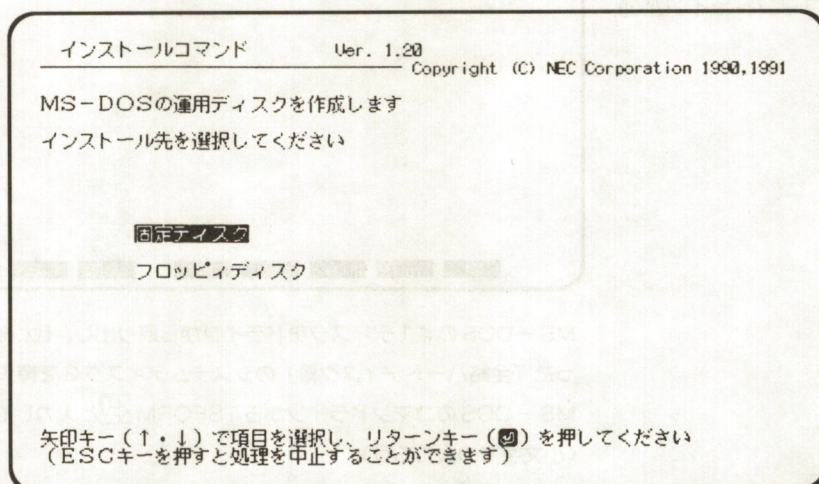 インストールコマンド Ver. 1.20
Copyright (C) NEC Corporation 1990,1991
MS-DOSの運用ディスクを作成します
インストール先を選択してください
固定ディスク
フロッピィディスク
矢印キー(↑・↓)で項目を選択し、リターンキー(↵)を押してください
(ESCキーを押すと処理を中止することができます)